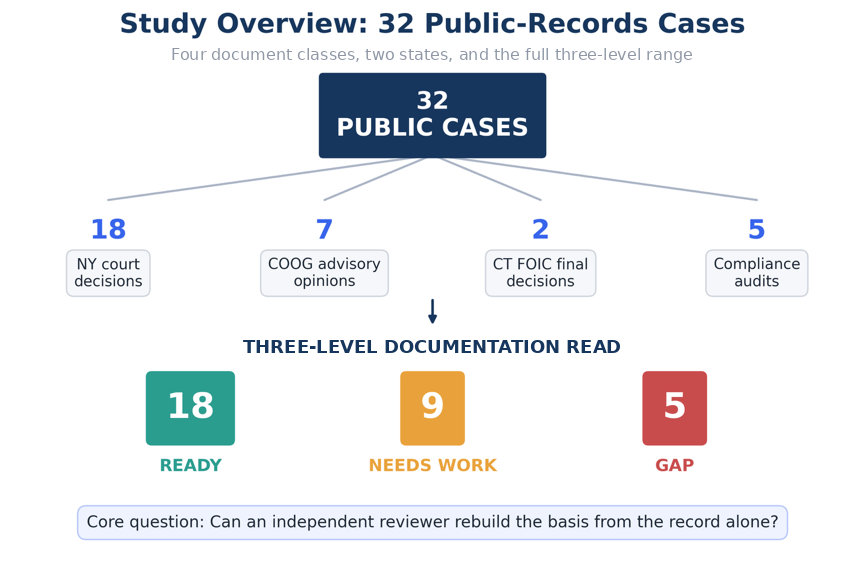 Study Overview: 32 Public-Records Cases
Four document classes, two states, and the full three-level range
32
PUBLIC CASES
18
7
2
5
NY court
decisions
COOG advisory
opinions
CT FOIC final
decisions
Compliance
audits
THREE-LEVEL DOCUMENTATION READ
18
9
5
READY
NEEDS WORK
GAP
Core question: Can an independent reviewer rebuild the basis from the record alone?